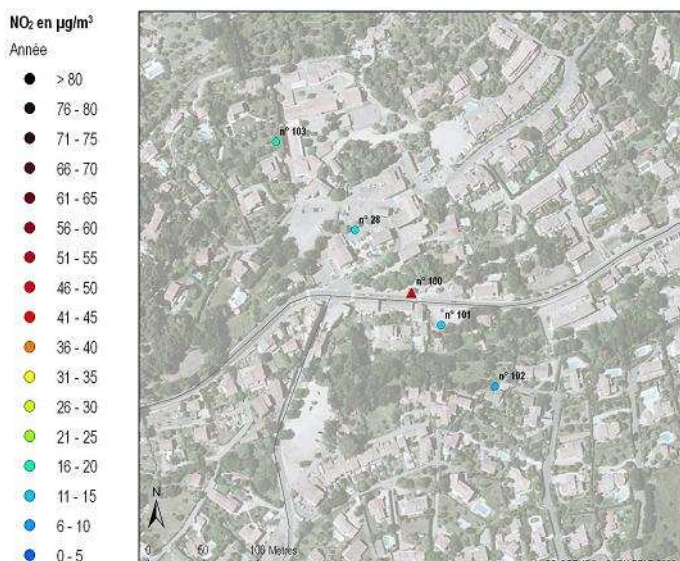 NO₂ en µg/m³
Année
> 80
76 - 80
71 - 75
66 - 70
61 - 65
56 - 60
51 - 55
46 - 50
41 - 45
36 - 40
31 - 35
26 - 30
21 - 25
16 - 20
11 - 15
6 - 10
0 - 5
n° 103
n° 28
n° 100
n° 101
n° 102
N
0 50 100 Mètres